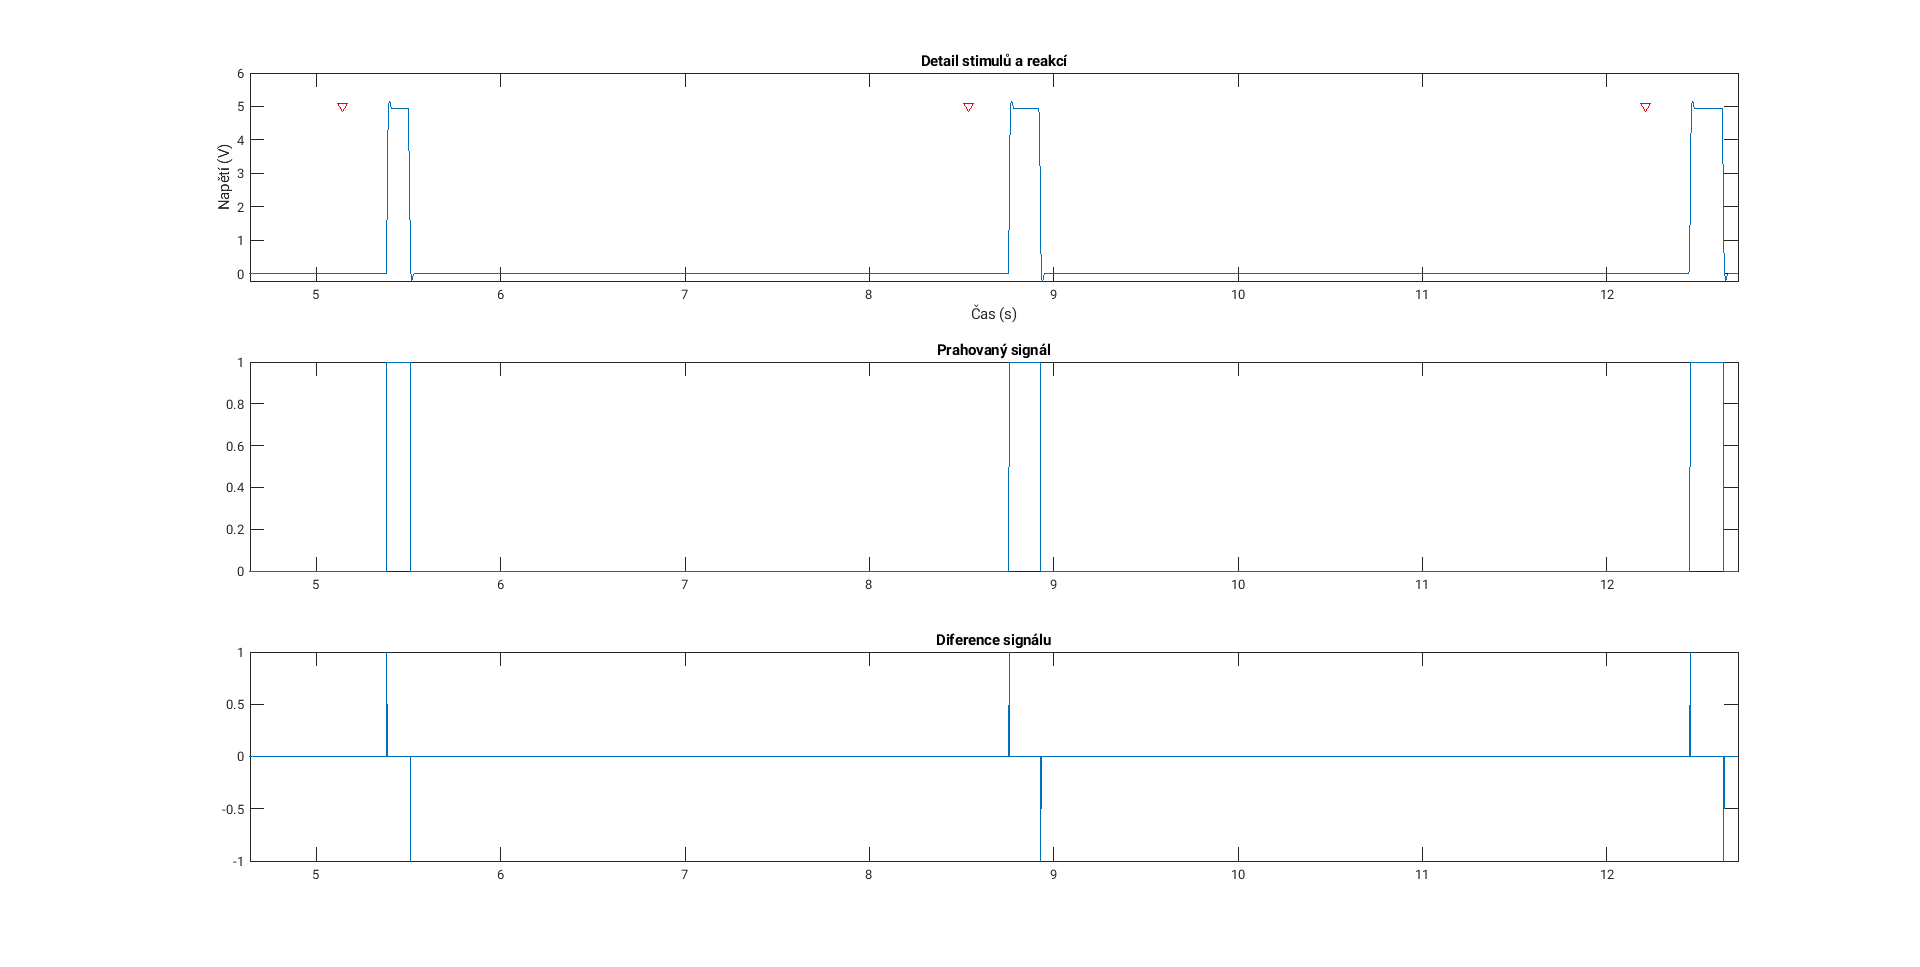 Detail stimulů a reakcí
6
5
4
3
2
1
0
Napětí (V)
5 6 7 8 9 10 11 12
Čas (s)
Prahovaný signál
1
0.8
0.6
0.4
0.2
0
5 6 7 8 9 10 11 12
Diference signálu
1
0.5
0
-0.5
-1
5 6 7 8 9 10 11 12